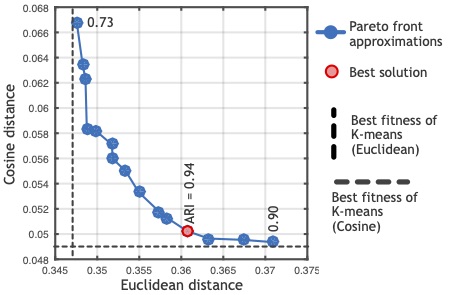 0.068
0.066
0.064
0.062
0.06
0.058
0.056
0.054
0.052
0.05
0.048
Cosine distance
0.73
ARI = 0.94
0.90
0.345
0.35
0.355
0.36
0.365
0.37
0.375
Euclidean distance
Pareto front
approximations
Best solution
Best fitness of
K-means
(Euclidean)
Best fitness of
K-means
(Cosine)